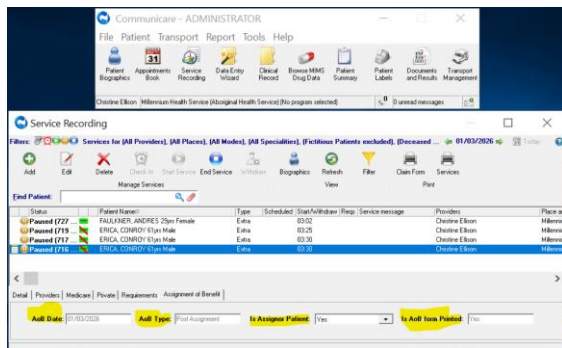 Communicare - ADMINISTRATOR
File Patient Transport Report Tools Help
Patient Biographics
Appointments Book
Service Recording
Data Entry Wizard
Clinical Record
Browse MIMS Drug Data
Patient Summary
Patient Labels
Documents and Results
Transport Management
Christine Ellison Millennium Health Service (Aboriginal Health Service) (No program selected) 0 0 unread messages
Service Recording
Filters: Services for [All Providers], [All Places], [All Modes], [All Specialities], [Fictitious Patients excluded], [Deceased ... 01/03/2026 Today
Add Edit Delete Check In Start Service End Service Withdraw Biographics Refresh Filter Claim Form Services
Manage Services View Print
Find Patient:
Status Patient Name Type Scheduled Start/Withdraw Reqs Service message Providers Place a
Paused (727 ... FAULKNER, ANDRES 29yrs Female Extra 03:02 Christine Ellison Millenni
Paused (719 ... ERICA, CONROY 61yrs Male Extra 03:25 Christine Ellison Millenni
Paused (717 ... ERICA, CONROY 61yrs Male Extra 03:30 Christine Ellison Millenni
Paused (716 ... ERICA, CONROY 61yrs Male Extra 03:30 Christine Ellison Millenni
Detail Providers Medicare Private Requirements Assignment of Benefit
AoB Date: 01/03/2026 AoB Type: Post Assignment Is Assignor Patient: Yes Is AoB form Printed: Yes